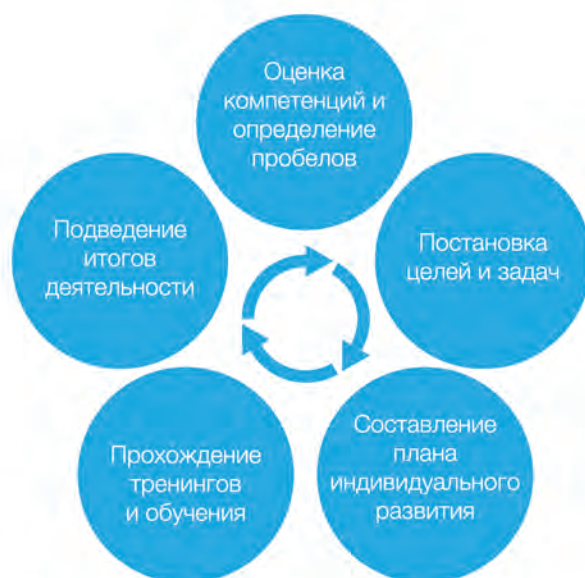 Оценка
компетенций и
определение
пробелов
Постановка
целей и задач
Составление
плана
индивидуального
развития
Прохождение
тренингов
и обучения
Подведение
итогов
деятельности